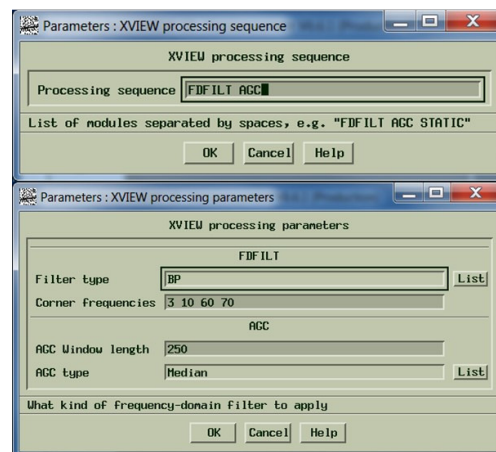 Parameters : XVIEW processing sequence
XVIEW processing sequence
Processing sequence FDFILT AGC
List of modules separated by spaces, e.g. "FDFILT AGC STATIC"
OK Cancel Help
Parameters : XVIEW processing parameters
XVIEW processing parameters
FDFILT
Filter type BP List
Corner frequencies 3 10 60 70
AGC
AGC Window length 250
AGC type Median List
What kind of frequency-domain filter to apply
OK Cancel Help